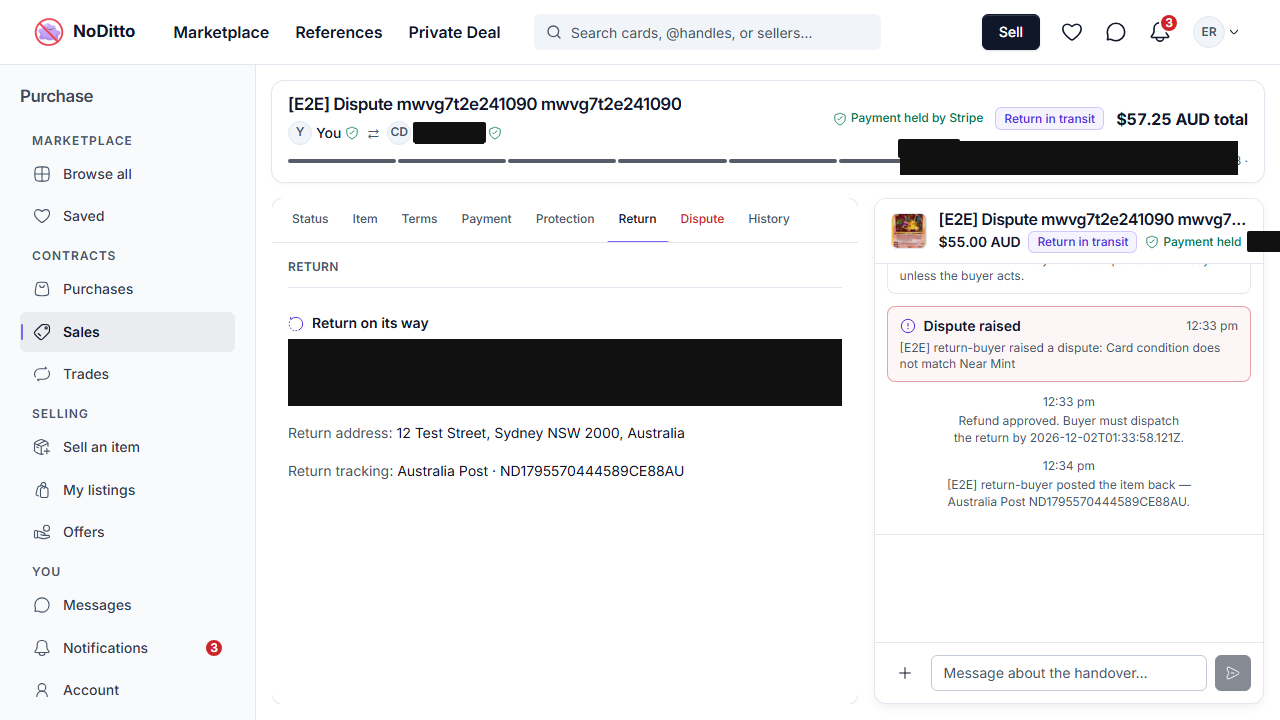 NoDitto
Marketplace
References
Private Deal
Search cards, @handles, or sellers...
Sell
3
ER
Purchase
MARKETPLACE
Browse all
Saved
CONTRACTS
Purchases
Sales
Trades
SELLING
Sell an item
My listings
Offers
YOU
Messages
Notifications
3
Account
[E2E] Dispute mwvg7t2e241090 mwvg7t2e241090
Y You
CD
Payment held by Stripe
Return in transit
$57.25 AUD total
Status
Item
Terms
Payment
Protection
Return
Dispute
History
RETURN
Return on its way
Return address: 12 Test Street, Sydney NSW 2000, Australia
Return tracking: Australia Post · ND1795570444589CE88AU
[E2E] Dispute mwvg7t2e241090 mwvg7...
$55.00 AUD
Return in transit
Payment held
unless the buyer acts.
Dispute raised
12:33 pm
[E2E] return-buyer raised a dispute: Card condition does
not match Near Mint
12:33 pm
Refund approved. Buyer must dispatch
the return by 2026-12-02T01:33:58.121Z.
12:34 pm
[E2E] return-buyer posted the item back —
Australia Post ND1795570444589CE88AU.
Message about the handover...